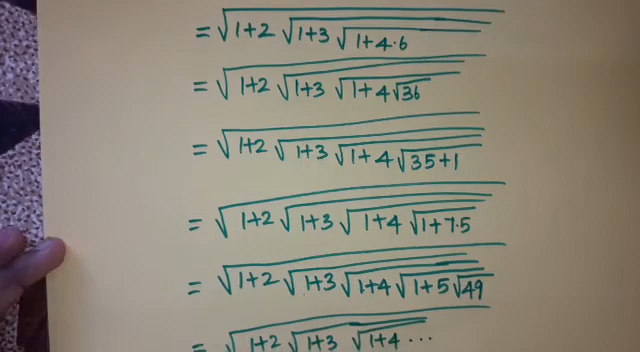 = √(1+2 √(1+3 √(1+4·6)))
= √(1+2 √(1+3 √(1+4√36)))
= √(1+2 √(1+3 √(1+4 √(35+1))))
= √(1+2 √(1+3 √(1+4 √(1+7·5))))
= √(1+2 √(1+3 √(1+4 √(1+5√49))))
= √(1+2 √(1+3 √(1+4 ···)))